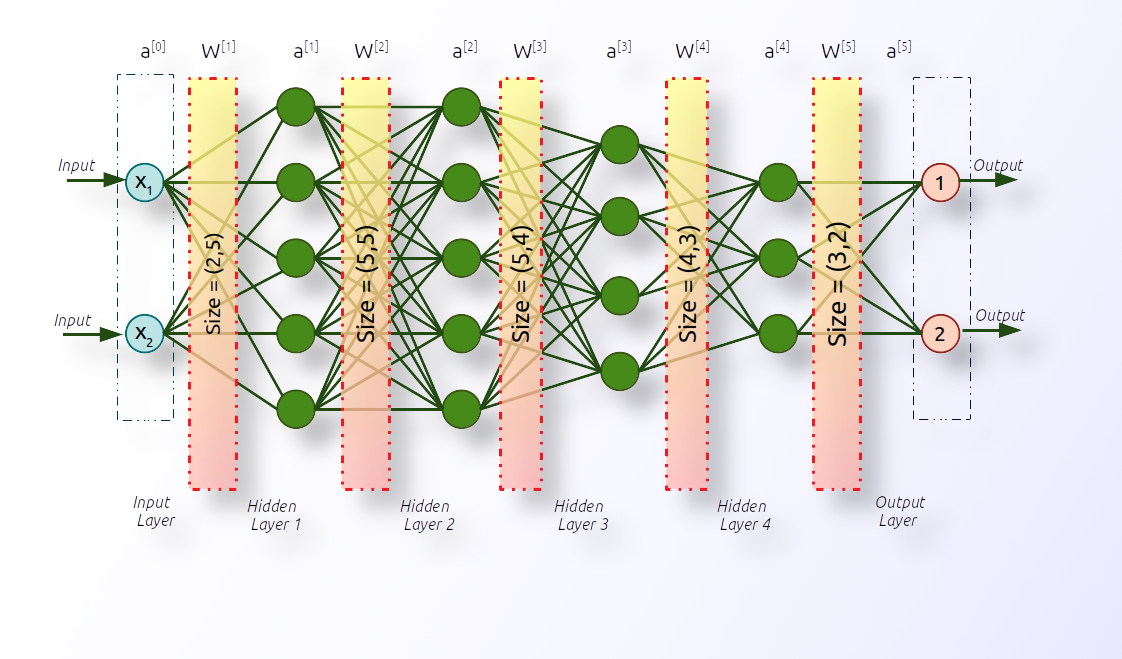 a[0] W[1] a[1] W[2] a[2] W[3] a[3] W[4] a[4] W[5] a[5]
Input
X1
Input
X2
Size = (2,5)
Size = (5,5)
Size = (5,4)
Size = (4,3)
Size = (3,2)
1
Output
2
Output
Input
Layer
Hidden
Layer 1
Hidden
Layer 2
Hidden
Layer 3
Hidden
Layer 4
Output
Layer